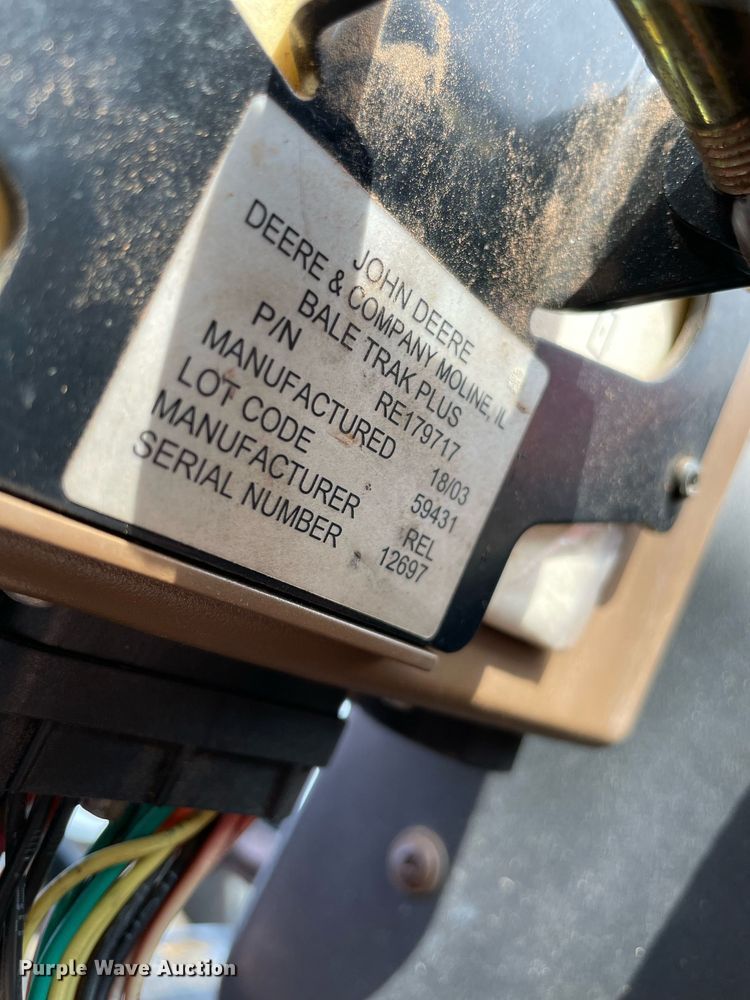 JOHN DEERE
DEERE & COMPANY MOLINE, IL
BALE TRAK PLUS
P/N RE179717
MANUFACTURED 18/03
LOT CODE 59431
MANUFACTURER REL
SERIAL NUMBER 12697
Purple Wave Auction